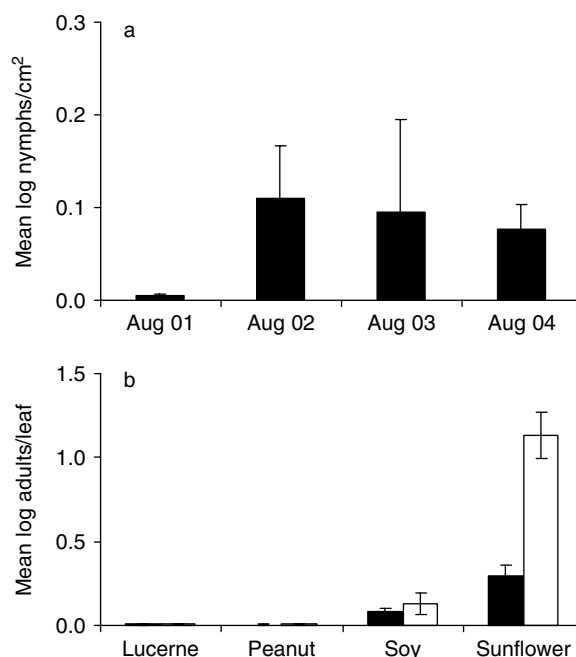 a
Mean log nymphs/cm²
0.3
0.2
0.1
0.0
Aug 01 Aug 02 Aug 03 Aug 04
b
Mean log adults/leaf
1.5
1.0
0.5
0.0
Lucerne Peanut Soy Sunflower